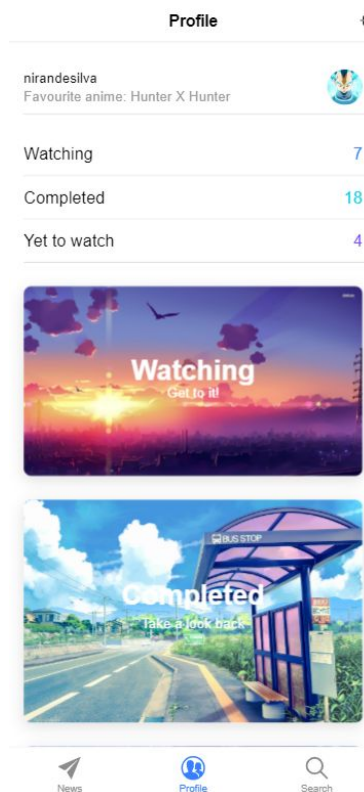 Profile
nirandesilva
Favourite anime: Hunter X Hunter
Watching 7
Completed 18
Yet to watch 4
Watching
Get to it!
BUS STOP
Completed
Take a look back
News Profile Search